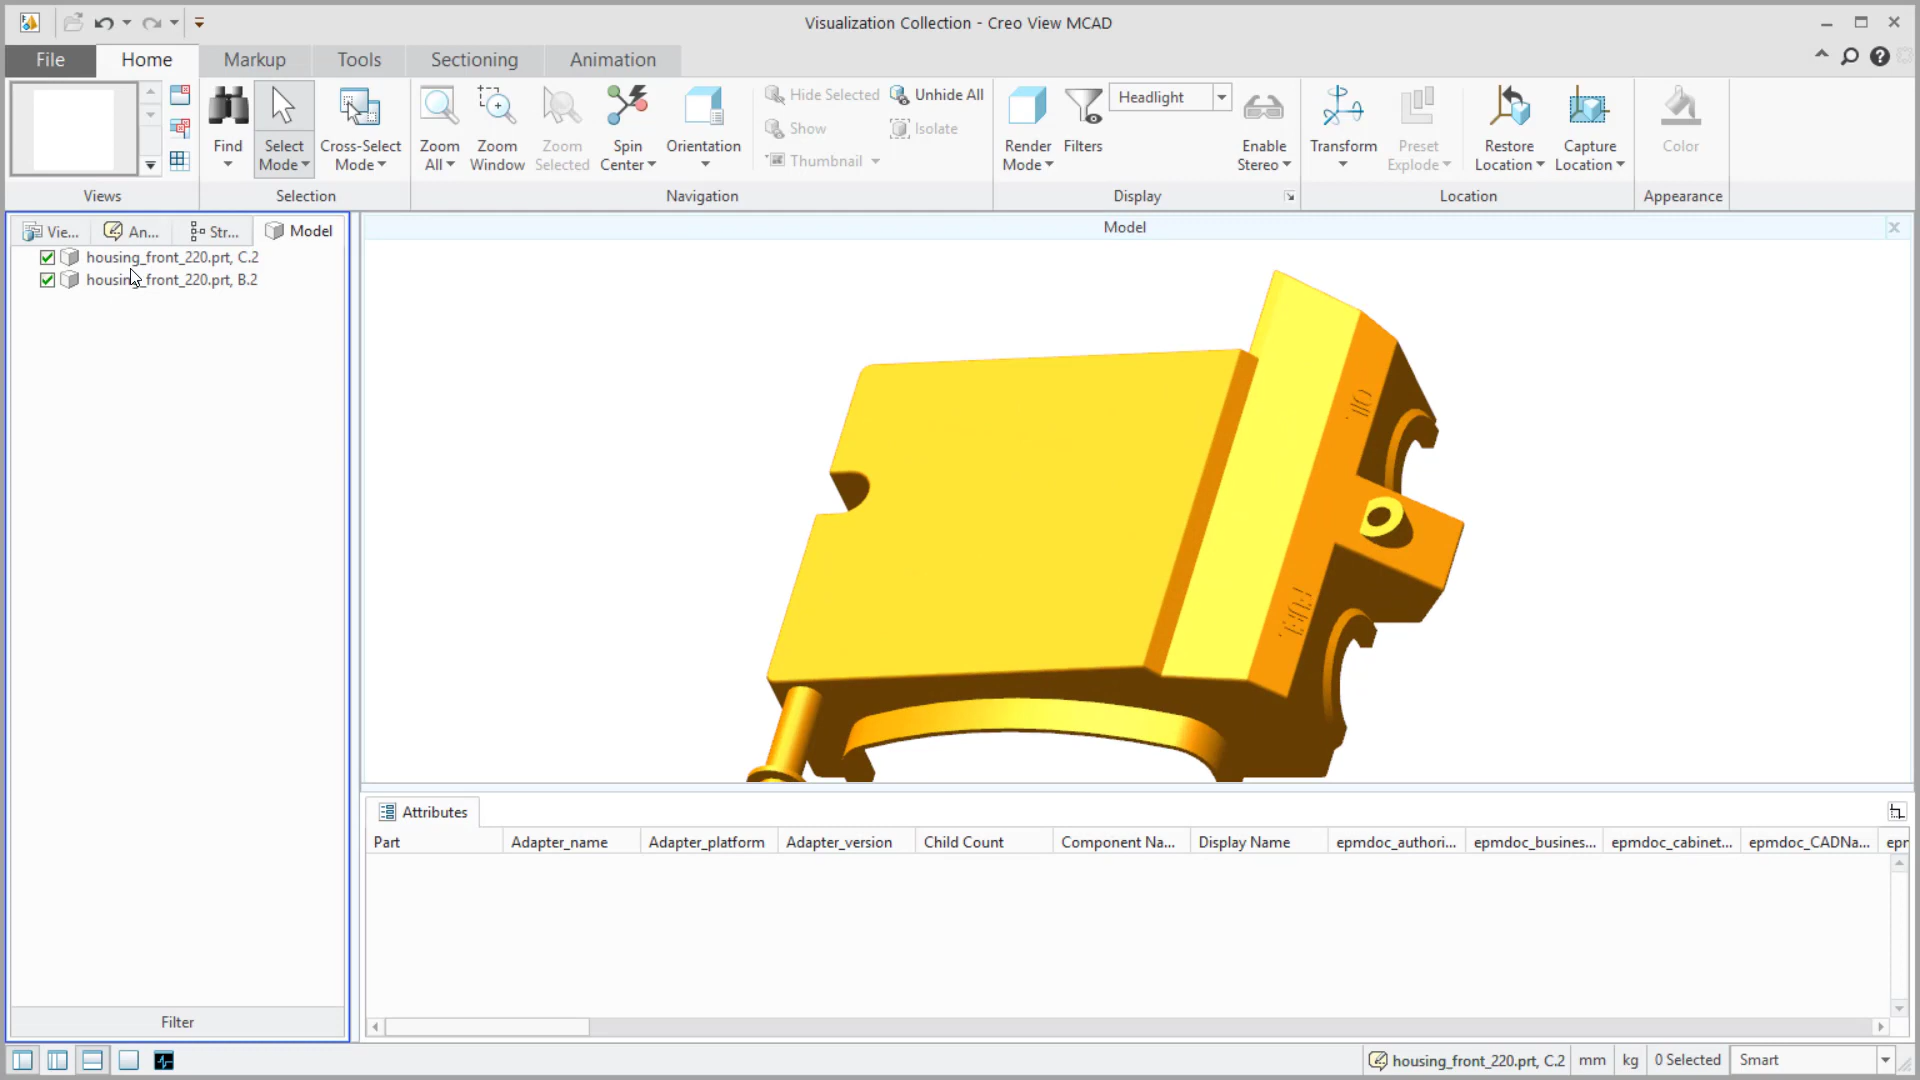 Visualization Collection - Creo View MCAD
File
Home
Markup
Tools
Sectioning
Animation
Find
Select
Mode
Cross-Select
Mode
Zoom
All
Zoom
Window
Zoom
Selected
Spin
Center
Orientation
Hide Selected
Show
Thumbnail
Unhide All
Isolate
Render
Mode
Filters
Headlight
Enable
Stereo
Transform
Preset
Explode
Restore
Location
Capture
Location
Color
Views
Selection
Navigation
Display
Location
Appearance
Vie...
An...
Str...
Model
housing_front_220.prt, C.2
housing_front_220.prt, B.2
Filter
Model
OIL
Attributes
Part
Adapter_name
Adapter_platform
Adapter_version
Child Count
Component Na...
Display Name
epmdoc_authori...
epmdoc_busines...
epmdoc_cabinet...
epmdoc_CADNa...
epr
housing_front_220.prt, C.2
mm
kg
0 Selected
Smart